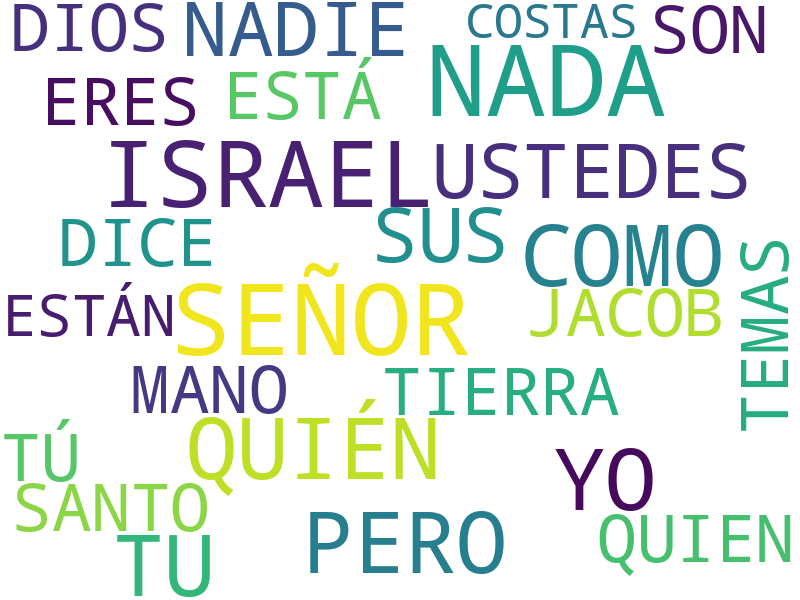 DIOS NADIE COSTAS SON
ERES ESTÁ NADA
ISRAEL USTEDES
DICE SUS COMO
TEMAS
ESTÁN SEÑOR JACOB
MANO TIERRA
TÚ QUIÉN YO
SANTO
TU PERO QUIEN